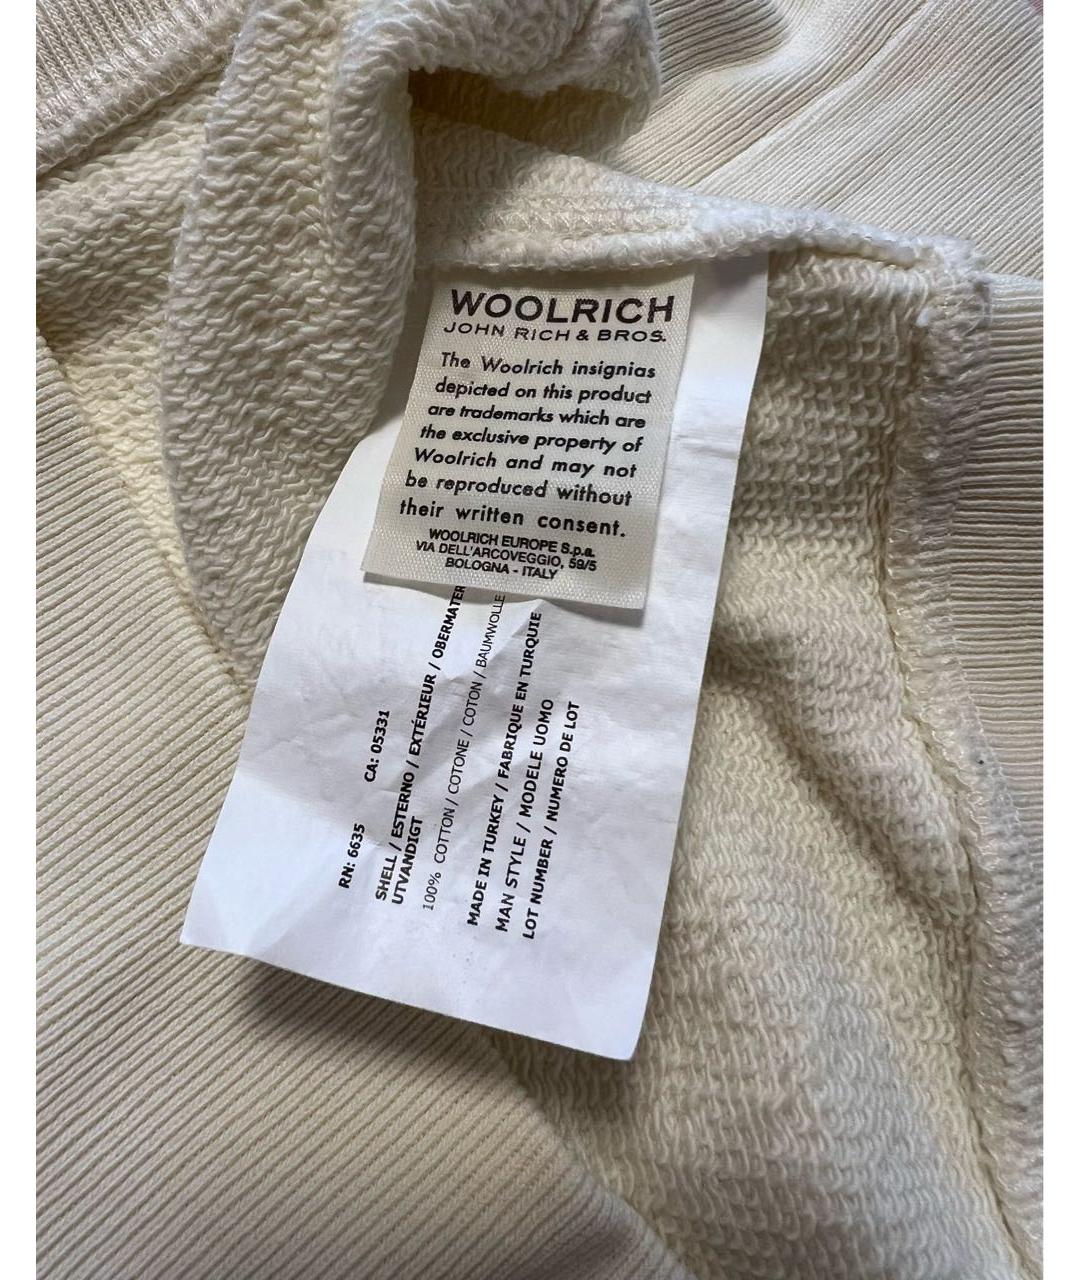 WOOLRICH
JOHN RICH & BROS.
The Woolrich insignias
depicted on this product
are trademarks which are
the exclusive property of
Woolrich and may not
be reproduced without
their written consent.
WOOLRICH EUROPE S.p.a.
VIA DELL'ARCOVEGGIO, 59/5
BOLOGNA - ITALY
RN: 6635 CA: 05331
SHELL / ESTERNO / EXTÉRIEUR / OBERMATER
UTVANDIGT
100% COTTON / COTONE / COTON / BAUMWOLLE
MADE IN TURKEY / FABRIQUE EN TURQUIE
MAN STYLE / MODELE UOMO
LOT NUMBER / NUMERO DE LOT